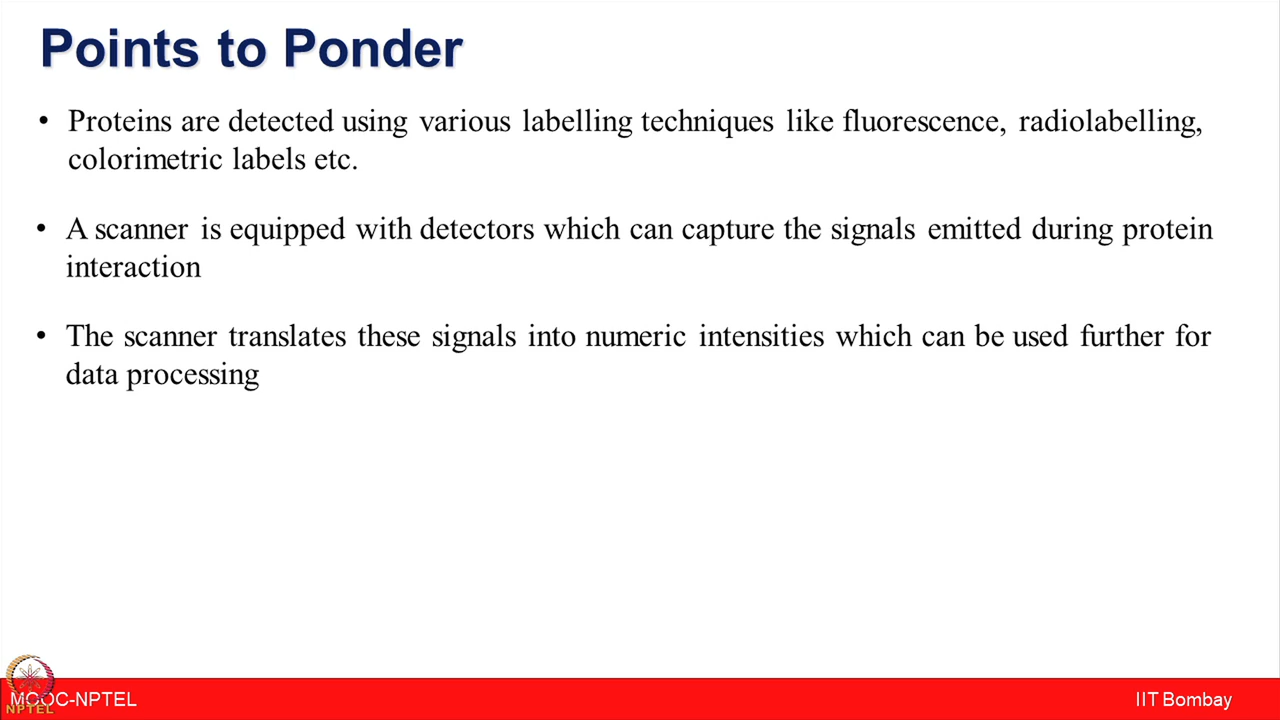 Points to Ponder
• Proteins are detected using various labelling techniques like fluorescence, radiolabelling,
colorimetric labels etc.
• A scanner is equipped with detectors which can capture the signals emitted during protein
interaction
• The scanner translates these signals into numeric intensities which can be used further for
data processing
MOOC-NPTEL
NPTEL
IIT Bombay